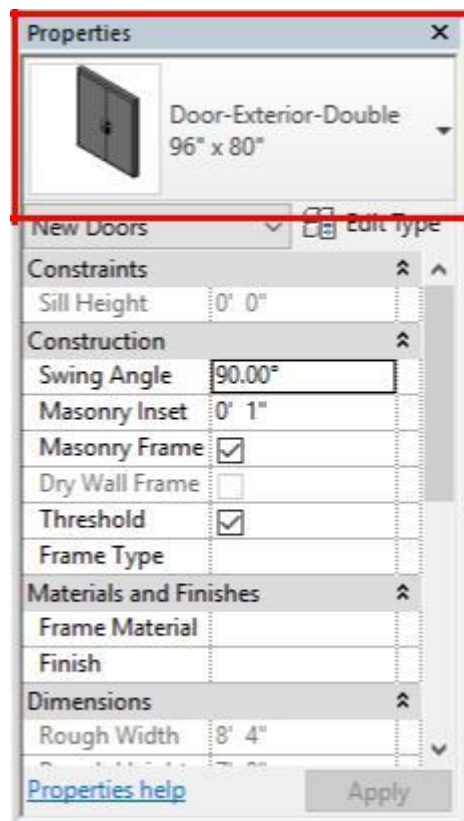 Properties
Door-Exterior-Double
96" x 80"
New Doors Edit Type
Constraints
Sill Height 0' 0"
Construction
Swing Angle 90.00°
Masonry Inset 0' 1"
Masonry Frame
Dry Wall Frame
Threshold
Frame Type
Materials and Finishes
Frame Material
Finish
Dimensions
Rough Width 8' 4"
Properties help Apply